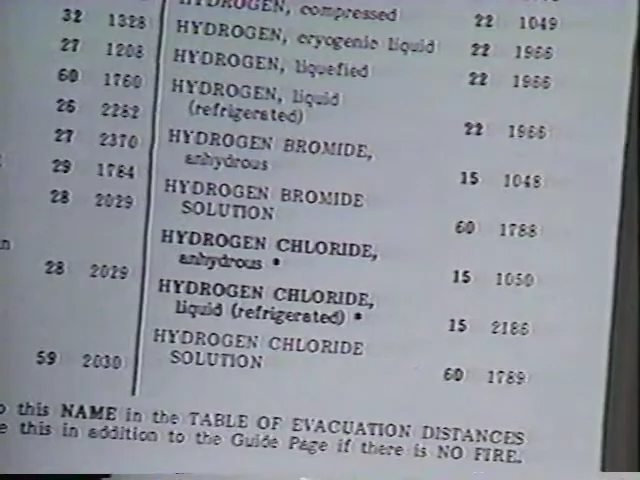 32 1328
27 1208
60 1760
26 2282
27 2370
29 1784
28 2029
28 2029
59 2030
HYDROGEN, compressed 22 1049
HYDROGEN, cryogenic liquid 22 1966
HYDROGEN, liquefied 22 1966
HYDROGEN, liquid
(refrigerated) 22 1966
HYDROGEN BROMIDE,
anhydrous 15 1048
HYDROGEN BROMIDE
SOLUTION 60 1788
HYDROGEN CHLORIDE,
anhydrous * 15 1050
HYDROGEN CHLORIDE,
liquid (refrigerated) * 15 2186
HYDROGEN CHLORIDE
SOLUTION 60 1789
this NAME in the TABLE OF EVACUATION DISTANCES
this in addition to the Guide Page if there is NO FIRE.